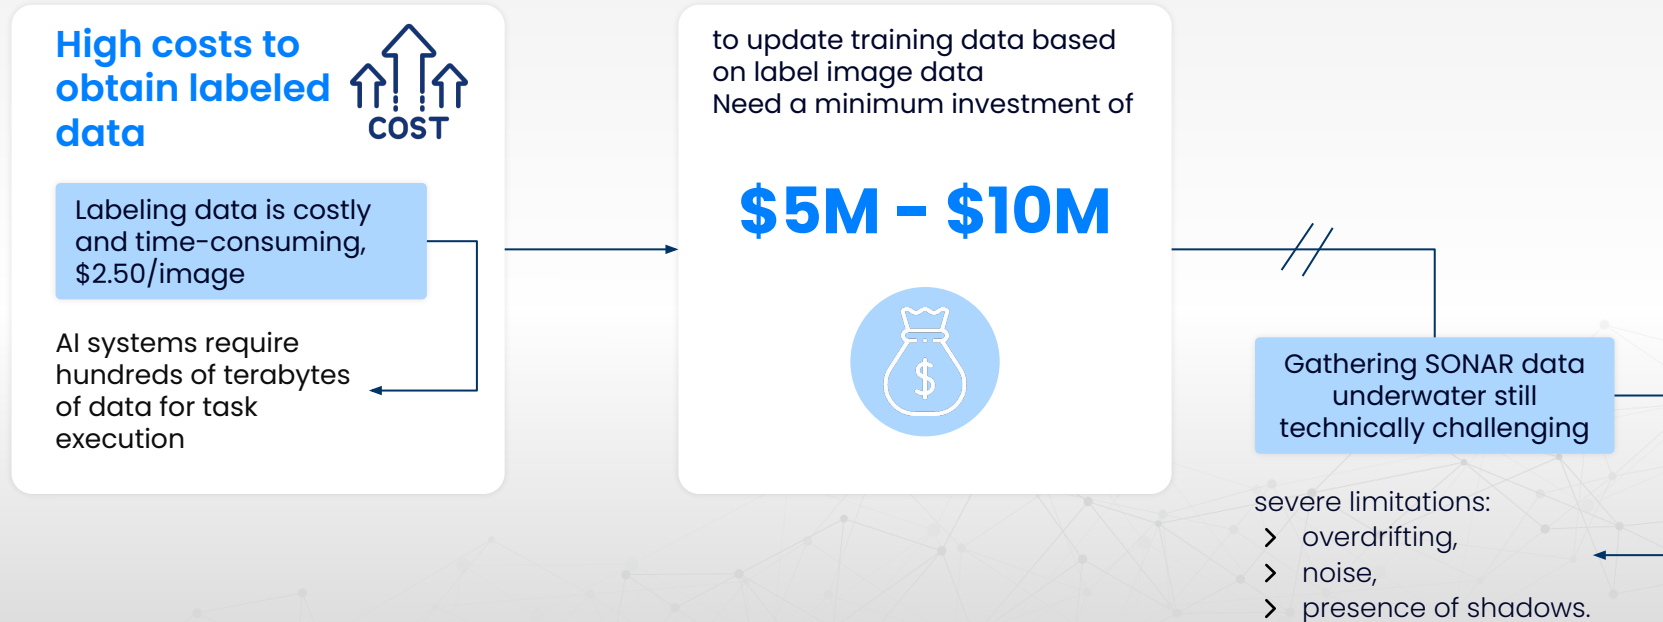 High costs to
obtain labeled
data
COST
Labeling data is costly
and time-consuming,
$2.50/image
AI systems require
hundreds of terabytes
of data for task
execution
to update training data based
on label image data
Need a minimum investment of
$5M - $10M
$
Gathering SONAR data
underwater still
technically challenging
severe limitations:
overdrifting,
noise,
presence of shadows.